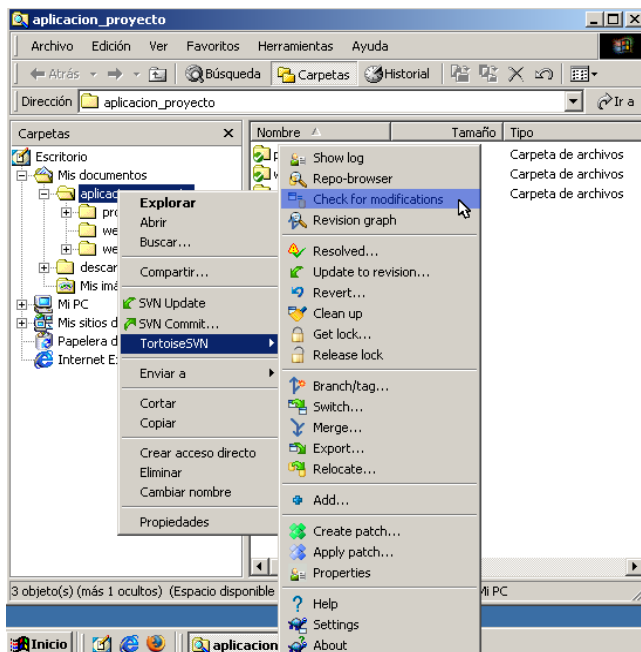 aplicacion_proyecto
Archivo Edición Ver Favoritos Herramientas Ayuda
Atrás Búsqueda Carpetas Historial
Dirección aplicacion_proyecto Ir a
Carpetas
Nombre Tamaño Tipo
Escritorio
Mis documentos
Mi PC
Carpeta de archivos
Carpeta de archivos
Carpeta de archivos
Explorar
Abrir
Buscar...
Compartir...
SVN Update
SVN Commit...
TortoiseSVN
Enviar a
Cortar
Copiar
Crear acceso directo
Eliminar
Cambiar nombre
Propiedades
Show log
Repo-browser
Check for modifications
Revision graph
Resolved...
Update to revision...
Revert...
Clean up
Get lock...
Release lock
Branch/tag...
Switch...
Merge...
Export...
Relocate...
Add...
Create patch...
Apply patch...
Properties
Help
Settings
About
3 objeto(s) (más 1 ocultos) (Espacio disponible
Mi PC
Inicio